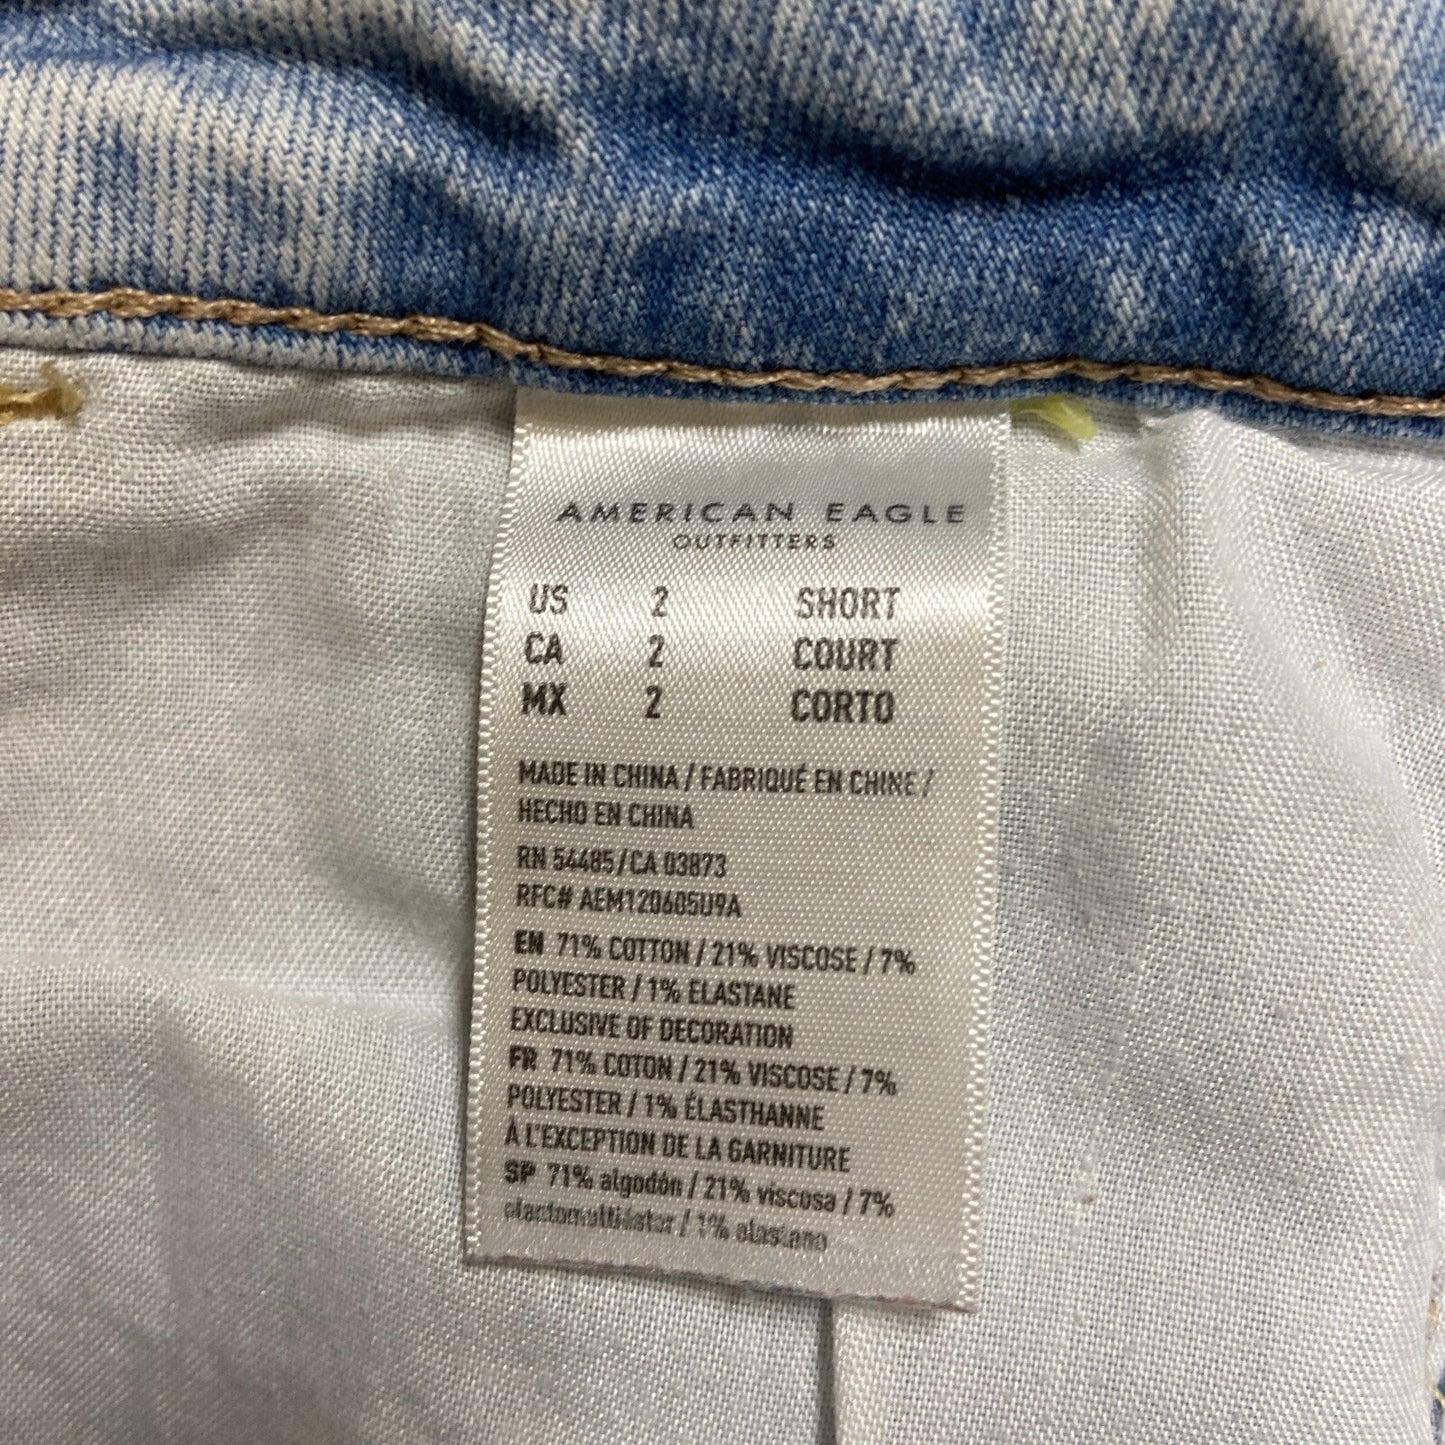 AMERICAN EAGLE
OUTFITTERS
US 2 SHORT
CA 2 COURT
MX 2 CORTO
MADE IN CHINA / FABRIQUÉ EN CHINE /
HECHO EN CHINA
RN 54485/CA 03873
RFC# AEM120605U9A
EN 71% COTTON / 21% VISCOSE / 7%
POLYESTER / 1% ELASTANE
EXCLUSIVE OF DECORATION
FR 71% COTON / 21% VISCOSE / 7%
POLYESTER / 1% ÉLASTHANNE
À L'EXCEPTION DE LA GARNITURE
SP 71% algodón / 21% viscosa / 7%
/ 1% elastano